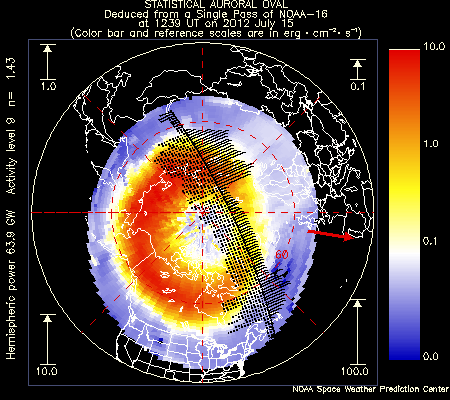 STATISTICAL AURORAL OVAL
Deduced from a Single Pass of NOAA-16
at 1239 UT on 2012 July 15
(Color bar and reference scales are in erg·cm⁻²·s⁻¹)
1.0
0.1
10.0
1.0
0.1
0.0
Hemispheric power 63.9 GW Activity level 9 n= 1.43
60
10.0
100.0
NOAA Space Weather Prediction Center